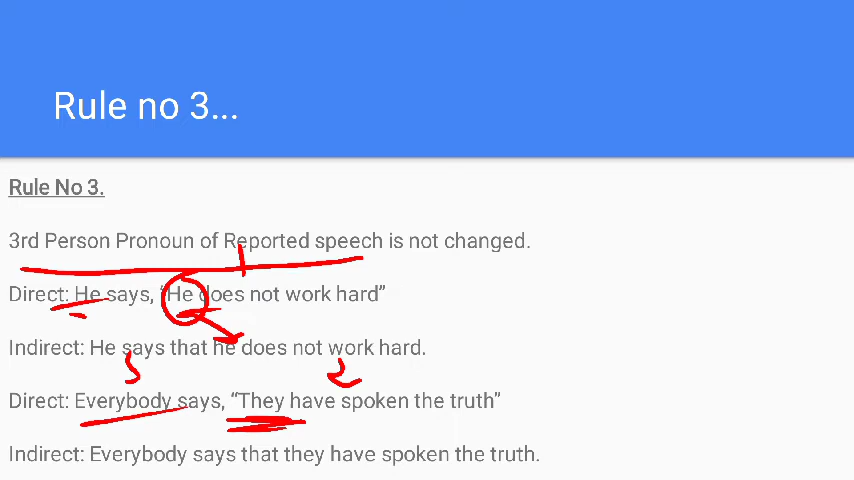 Rule no 3...
Rule No 3.
3rd Person Pronoun of Reported speech is not changed.
Direct: He says, “He does not work hard”
Indirect: He says that he does not work hard.
Direct: Everybody says, “They have spoken the truth”
Indirect: Everybody says that they have spoken the truth.